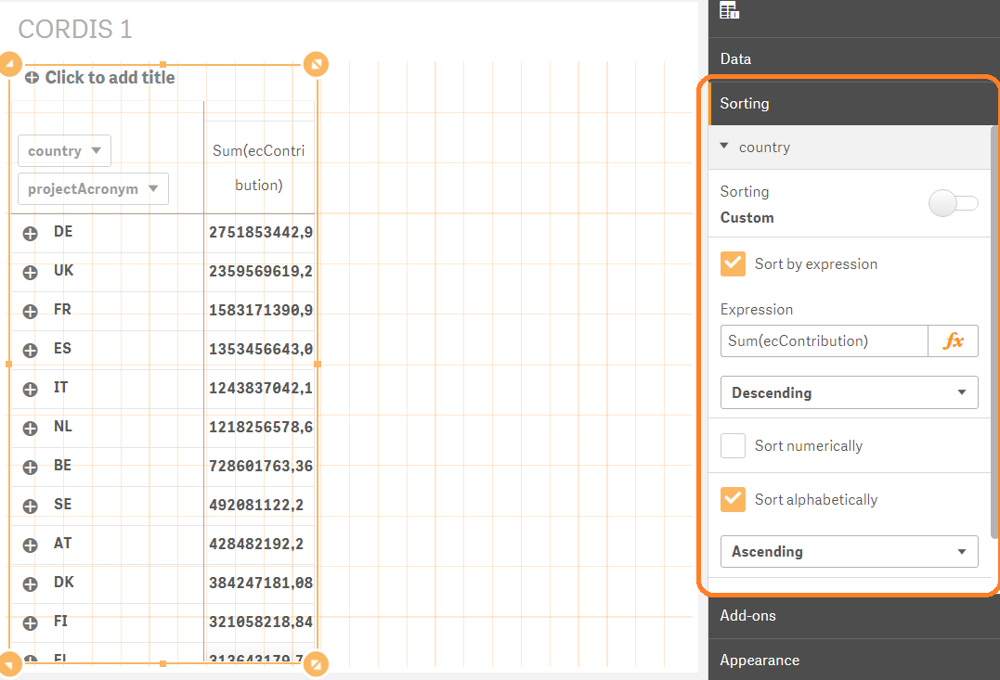 CORDIS 1
Click to add title
country
projectAcronym
Sum(ecContri
bution)
DE 2751853442,9
UK 2359569619,2
FR 1583171390,9
ES 1353456643,0
IT 1243837042,1
NL 1218256578,6
BE 728601763,36
SE 492081122,2
AT 428482192,2
DK 384247181,08
FI 321058218,84
Data
Sorting
country
Sorting
Custom
Sort by expression
Expression
Sum(ecContribution) fx
Descending
Sort numerically
Sort alphabetically
Ascending
Add-ons
Appearance